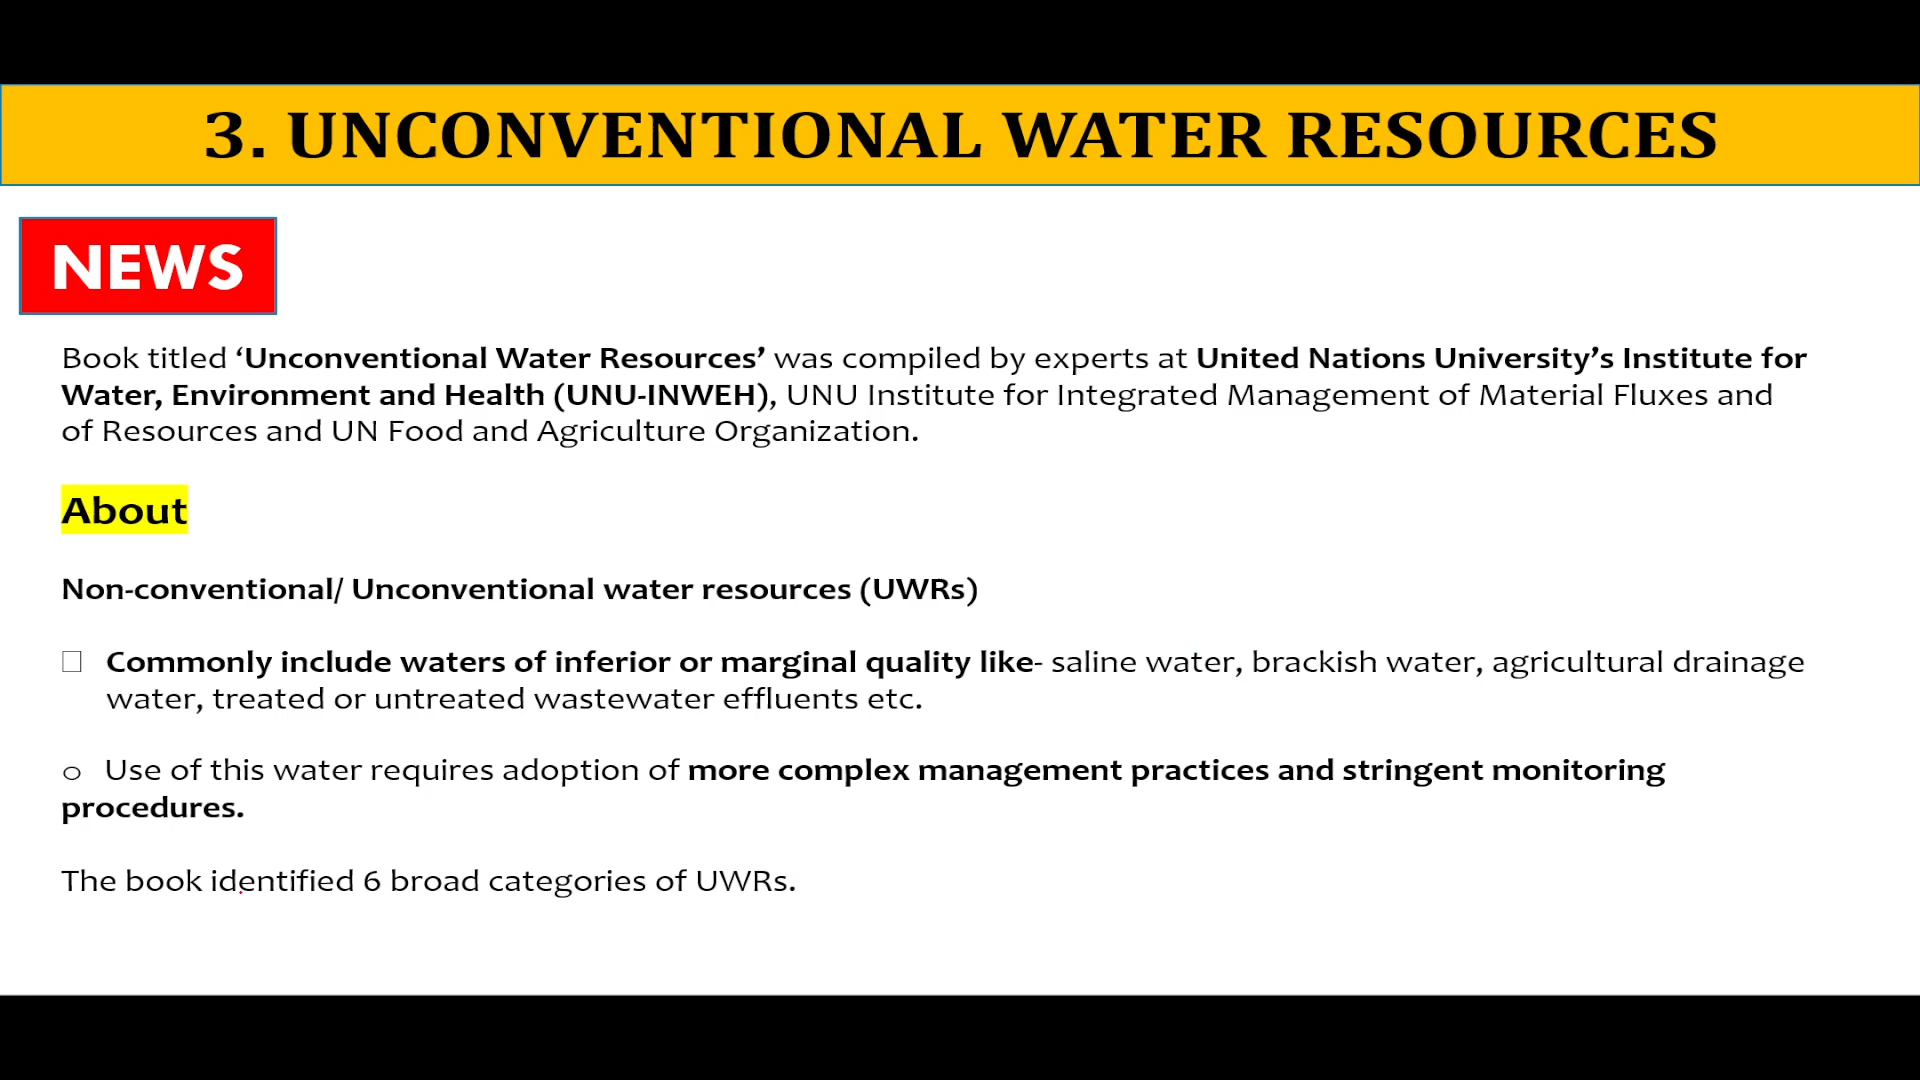 3. UNCONVENTIONAL WATER RESOURCES
NEWS
Book titled ‘Unconventional Water Resources’ was compiled by experts at United Nations University’s Institute for
Water, Environment and Health (UNU-INWEH), UNU Institute for Integrated Management of Material Fluxes and
of Resources and UN Food and Agriculture Organization.
About
Non-conventional/ Unconventional water resources (UWRs)
Commonly include waters of inferior or marginal quality like- saline water, brackish water, agricultural drainage
water, treated or untreated wastewater effluents etc.
o Use of this water requires adoption of more complex management practices and stringent monitoring
procedures.
The book identified 6 broad categories of UWRs.